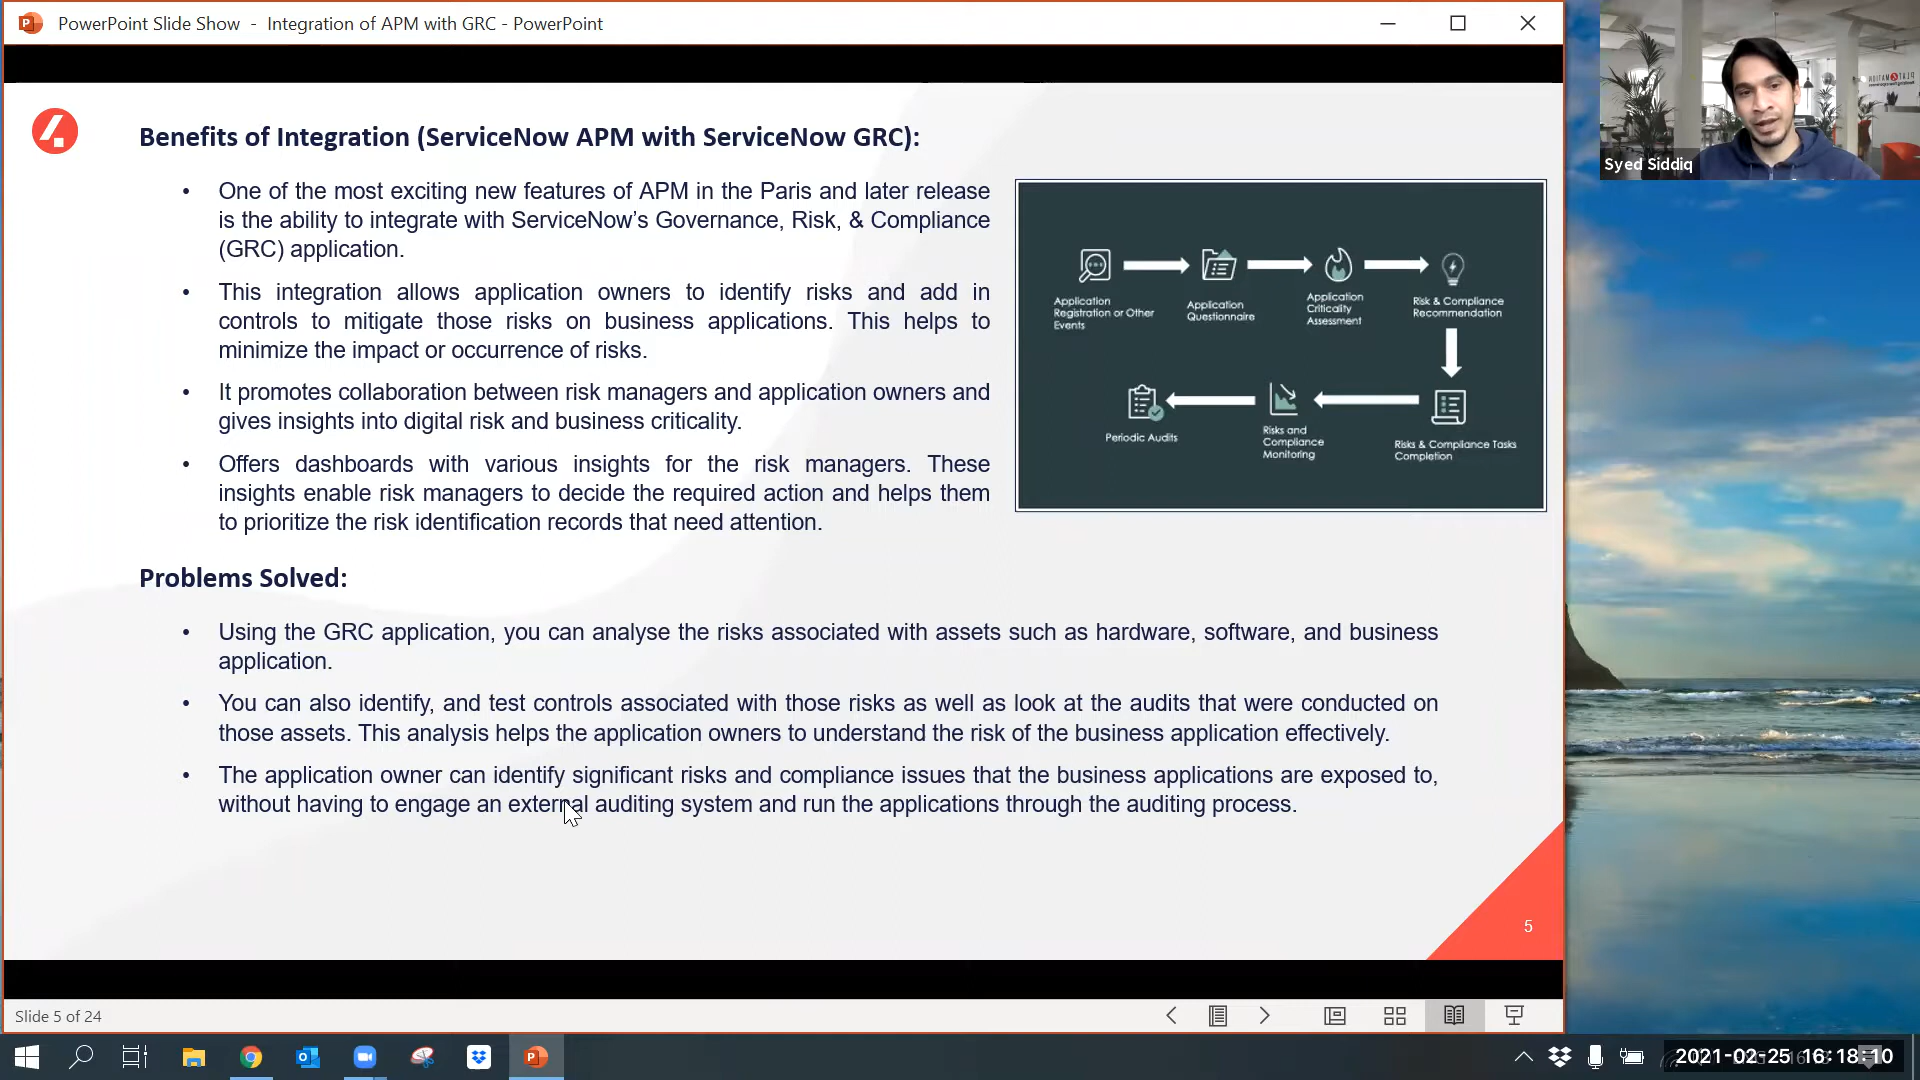 PowerPoint Slide Show - Integration of APM with GRC - PowerPoint
Syed Siddiq
Benefits of Integration (ServiceNow APM with ServiceNow GRC):
• One of the most exciting new features of APM in the Paris and later release
is the ability to integrate with ServiceNow’s Governance, Risk, & Compliance
(GRC) application.
• This integration allows application owners to identify risks and add in
controls to mitigate those risks on business applications. This helps to
minimize the impact or occurrence of risks.
• It promotes collaboration between risk managers and application owners and
gives insights into digital risk and business criticality.
• Offers dashboards with various insights for the risk managers. These
insights enable risk managers to decide the required action and helps them
to prioritize the risk identification records that need attention.
Application
Registration or Other
Events
Application
Questionnaire
Application
Criticality
Assessment
Risk & Compliance
Recommendation
Periodic Audits
Risks and
Compliance
Monitoring
Risks & Compliance Tasks
Completion
Problems Solved:
• Using the GRC application, you can analyse the risks associated with assets such as hardware, software, and business
application.
• You can also identify, and test controls associated with those risks as well as look at the audits that were conducted on
those assets. This analysis helps the application owners to understand the risk of the business application effectively.
• The application owner can identify significant risks and compliance issues that the business applications are exposed to,
without having to engage an external auditing system and run the applications through the auditing process.
5
Slide 5 of 24
2021-02-25 16:18:10